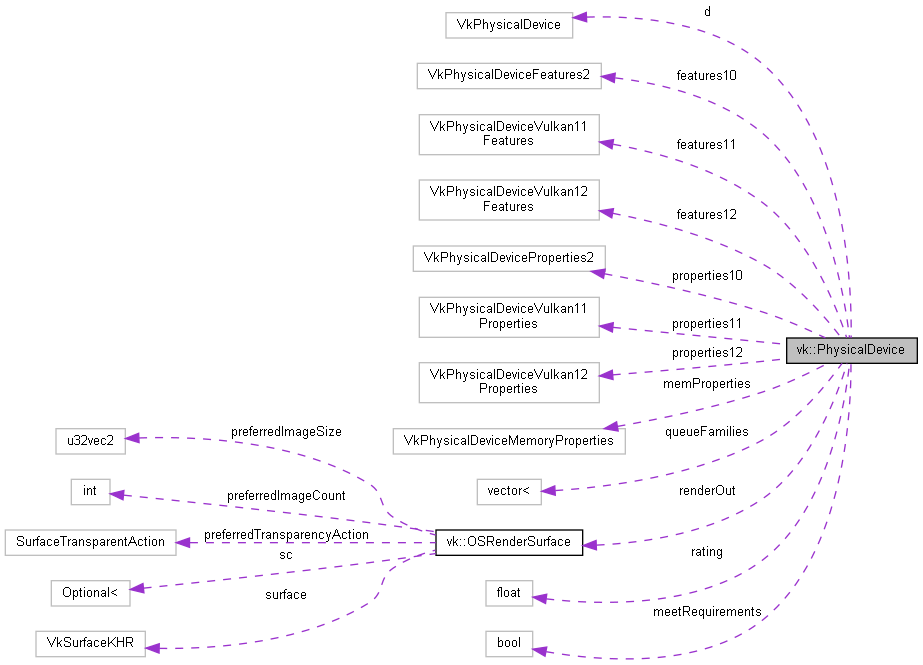 d
VkPhysicalDevice
VkPhysicalDeviceFeatures2
features10
VkPhysicalDeviceVulkan11
Features
features11
VkPhysicalDeviceVulkan12
Features
features12
VkPhysicalDeviceProperties2
properties10
VkPhysicalDeviceVulkan11
Properties
properties11
vk::PhysicalDevice
properties12
VkPhysicalDeviceVulkan12
Properties
memProperties
VkPhysicalDeviceMemoryProperties
queueFamilies
preferredImageSize
u32vec2
vector<
renderOut
int
preferredImageCount
preferredTransparencyAction
SurfaceTransparentAction
vk::OSRenderSurface
sc
rating
Optional<
surface
float
meetRequirements
VkSurfaceKHR
bool